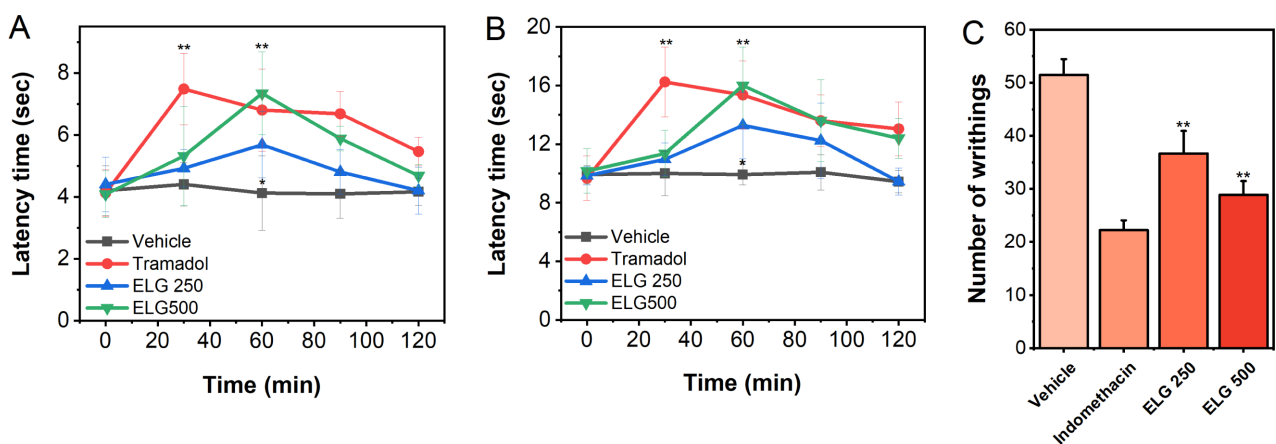 A
Latency time (sec)
8
6
4
2
0
** **
*
Vehicle
Tramadol
ELG 250
ELG500
0 20 40 60 80 100 120
Time (min)
B
Latency time (sec)
20
16
12
8
4
0
** **
*
Vehicle
Tramadol
ELG 250
ELG500
0 20 40 60 80 100 120
Time (min)
C
Number of writhings
60
50
40
30
20
10
0
**
**
Vehicle
Indomethacin
ELG 250
ELG 500